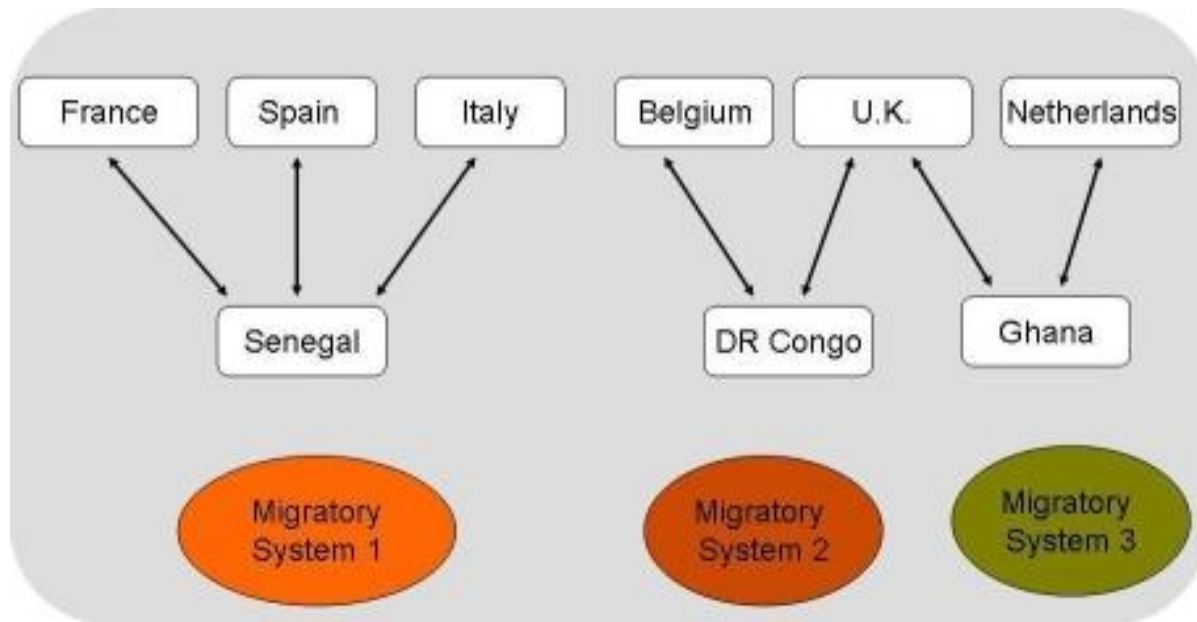 France
Spain
Italy
Belgium
U.K.
Netherlands
Senegal
DR Congo
Ghana
Migratory
System 1
Migratory
System 2
Migratory
System 3